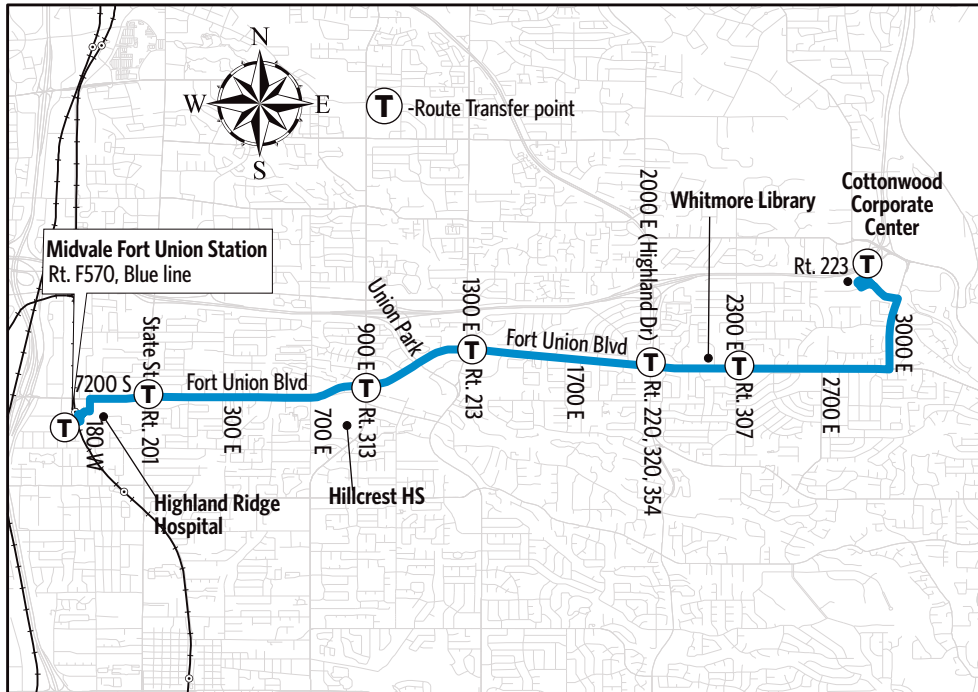 N
W
E
S
T
-Route Transfer point
Cottonwood
Corporate
Center
T
Rt. 223
Whitmore Library
2000 E (Highland Dr)
Midvale Fort Union Station
Rt. F570, Blue line
1300 E
Union Park
900 E
State St
3000 E
2300 E
T
Fort Union Blvd
T
T
7200 S
T
Fort Union Blvd
T
T
180 W
Rt. 201
300 E
700 E
Rt. 313
Rt. 213
1700 E
Rt. 220, 320, 354
Rt. 307
2700 E
Highland Ridge
Hospital
Hillcrest HS